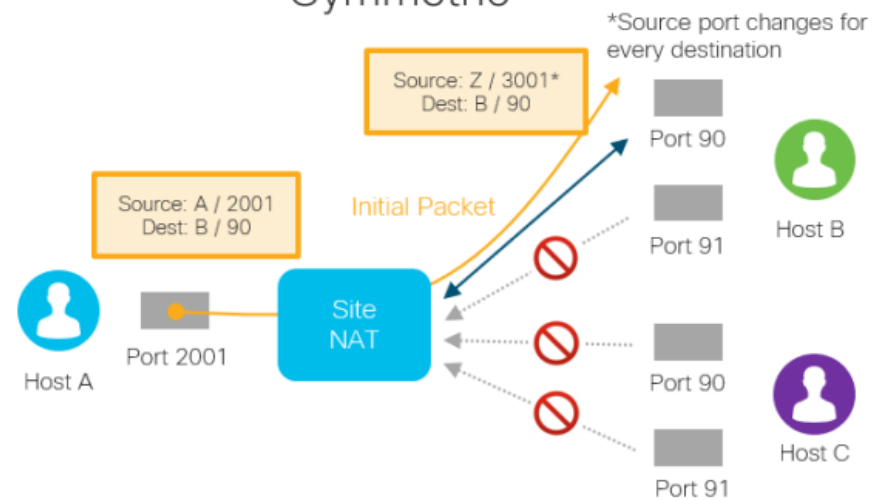 *Source port changes for
every destination
Source: Z / 3001*
Dest: B / 90
Port 90
Source: A / 2001
Dest: B / 90
Initial Packet
Host B
Port 91
Site
NAT
Port 2001
Host A
Port 90
Host C
Port 91